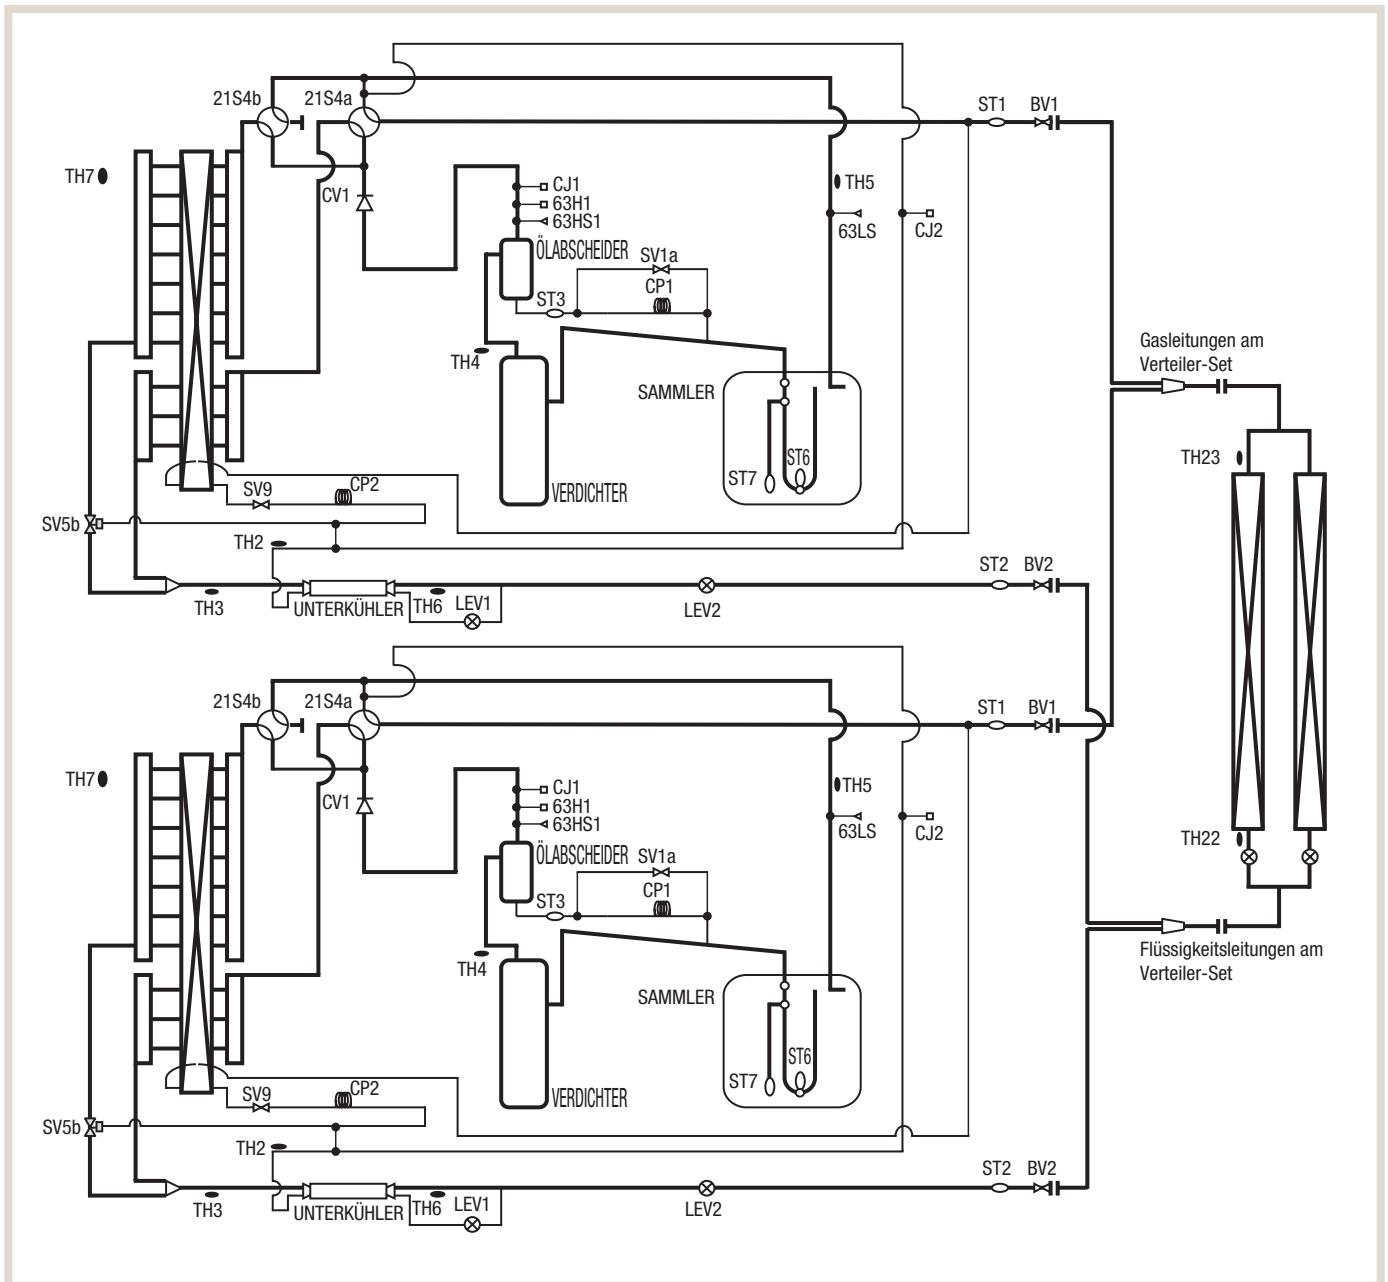 21S4b
21S4a
ST1
BV1
TH7
CV1
CJ1
63H1
63HS1
TH5
63LS
CJ2
ÖLABSCHEIDER
SV1a
CP1
ST3
TH4
SAMMLER
ST7
ST6
VERDICHTER
Gasleitungen am
Verteiler-Set
TH23
SV9
CP2
SV5b
TH2
TH3
UNTERKÜHLER
TH6
LEV1
LEV2
ST2
BV2
21S4b
21S4a
ST1
BV1
TH7
CV1
CJ1
63H1
63HS1
TH5
63LS
CJ2
ÖLABSCHEIDER
SV1a
CP1
ST3
TH4
SAMMLER
ST7
ST6
VERDICHTER
TH22
Flüssigkeitsleitungen am
Verteiler-Set
SV9
CP2
SV5b
TH2
TH3
UNTERKÜHLER
TH6
LEV1
LEV2
ST2
BV2